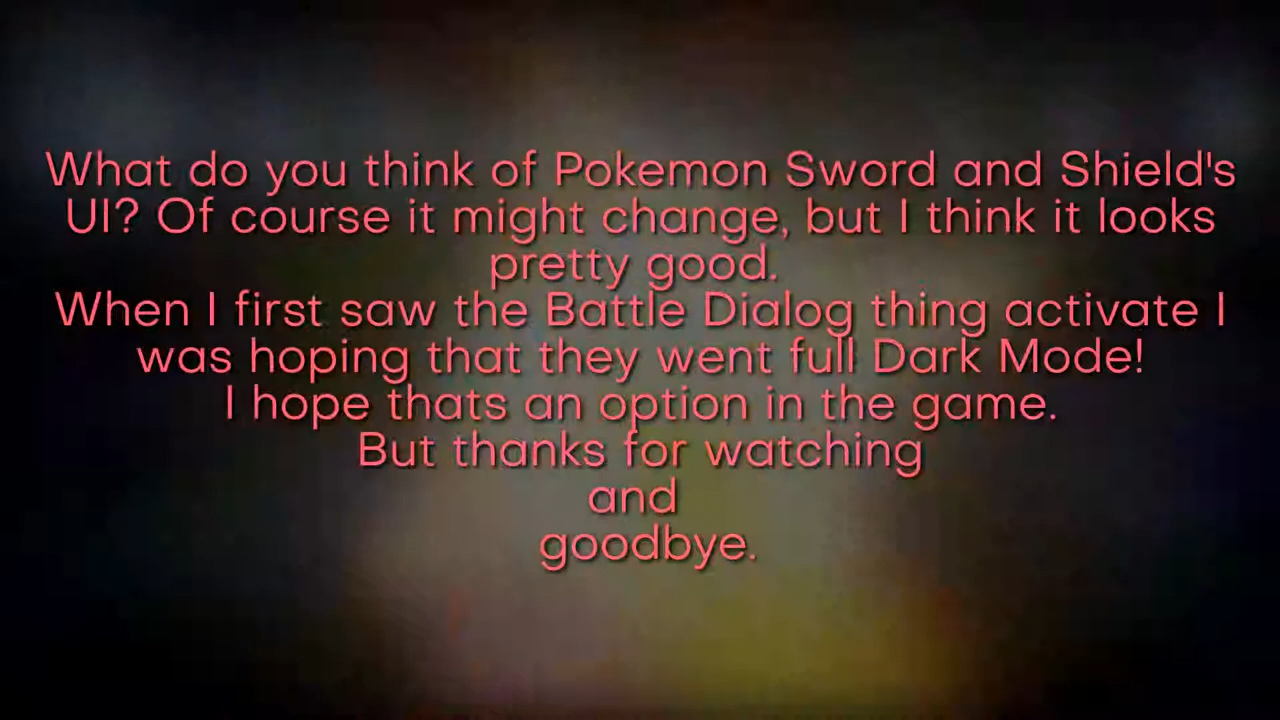 What do you think of Pokemon Sword and Shield's
UI? Of course it might change, but I think it looks
pretty good.
When I first saw the Battle Dialog thing activate I
was hoping that they went full Dark Mode!
I hope thats an option in the game.
But thanks for watching
and
goodbye.